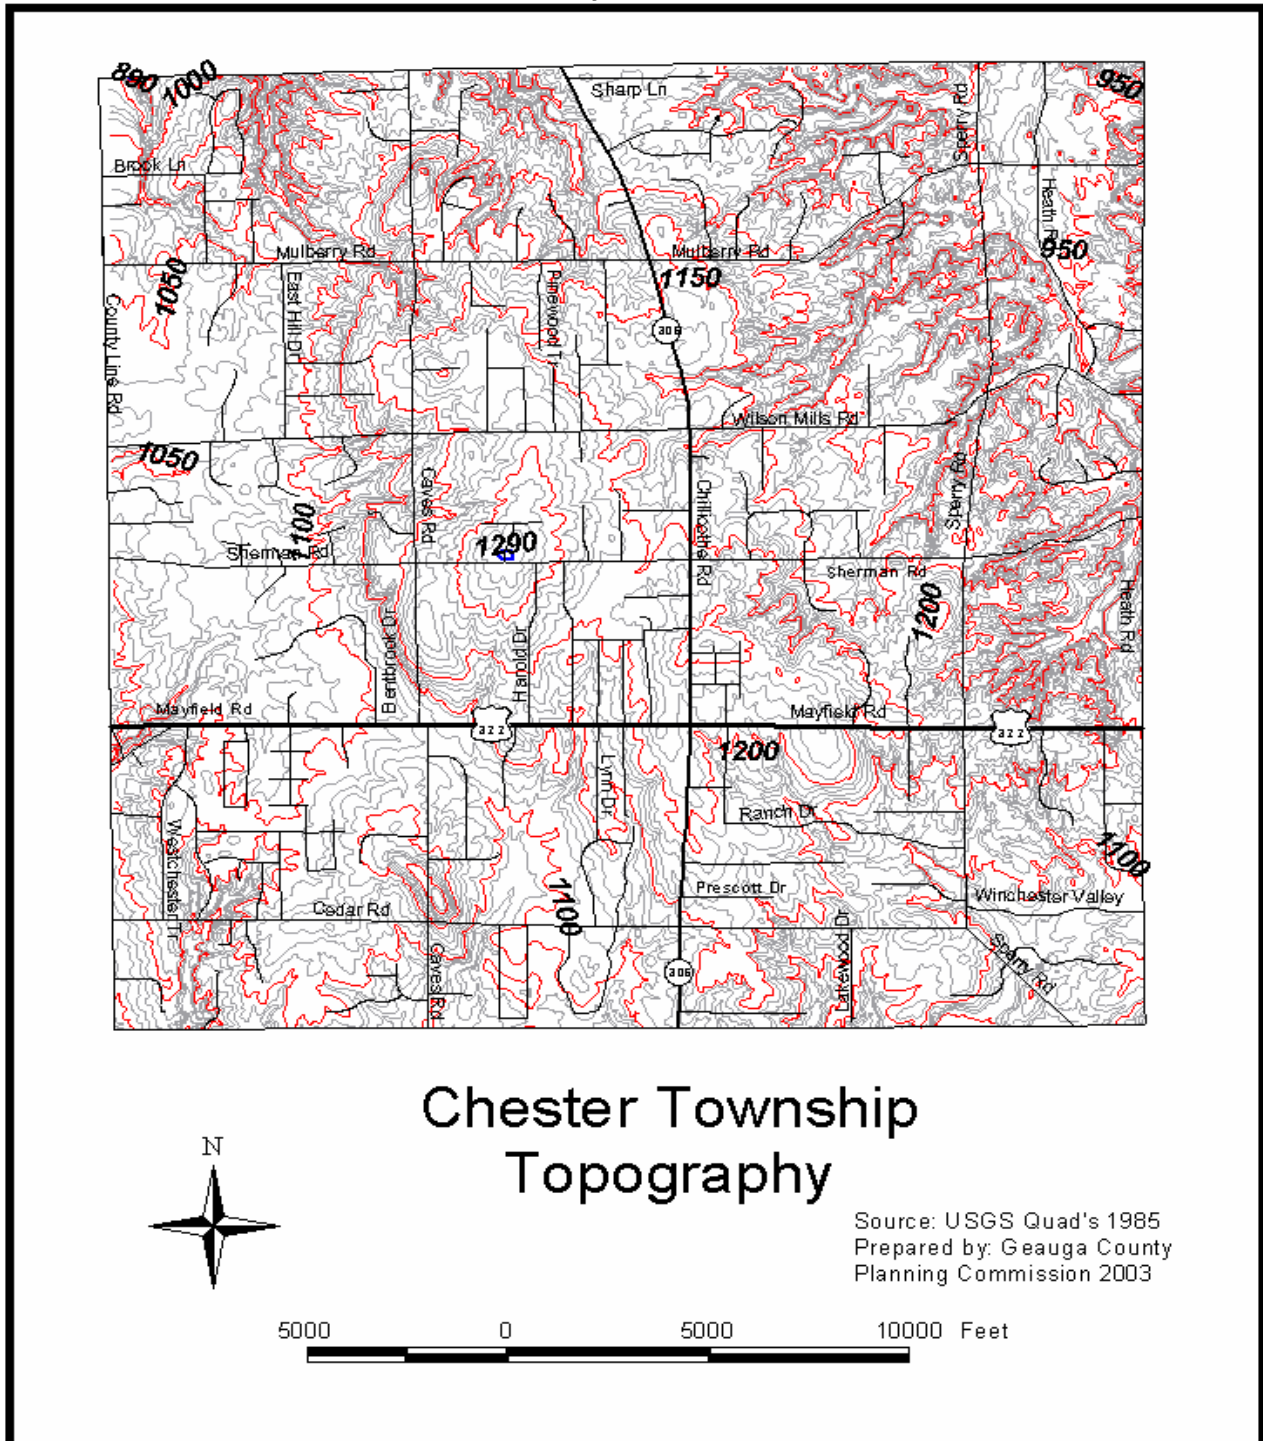 890
1000
Sharp Ln
Sperry Rd
950
Brook Ln
Heath R
Mulberry Rd
Mulberry Rd
950
1050
1150
County Line Rd
East Hill Dr
Pinewood Tr
306
Wilson Mills Rd
1050
Caves Rd
Chillicothe Rd
Sperry Rd
100
1290
Sherman Rd
Sherman Rd
1200
Heath Rd
Bentbrook Dr
Harold Dr
Mayfield Rd
Mayfield Rd
322
322
1200
Lynn Dr
Ranch Dr
Westchester Tr
1100
1100
Prescott Dr
Winchester Valley
Cedar Rd
Lakewood Dr
Sperry Rd
Caves Rd
306
Chester Township
Topography
N
Source: USGS Quad's 1985
Prepared by: Geauga County
Planning Commission 2003
5000 0 5000 10000 Feet